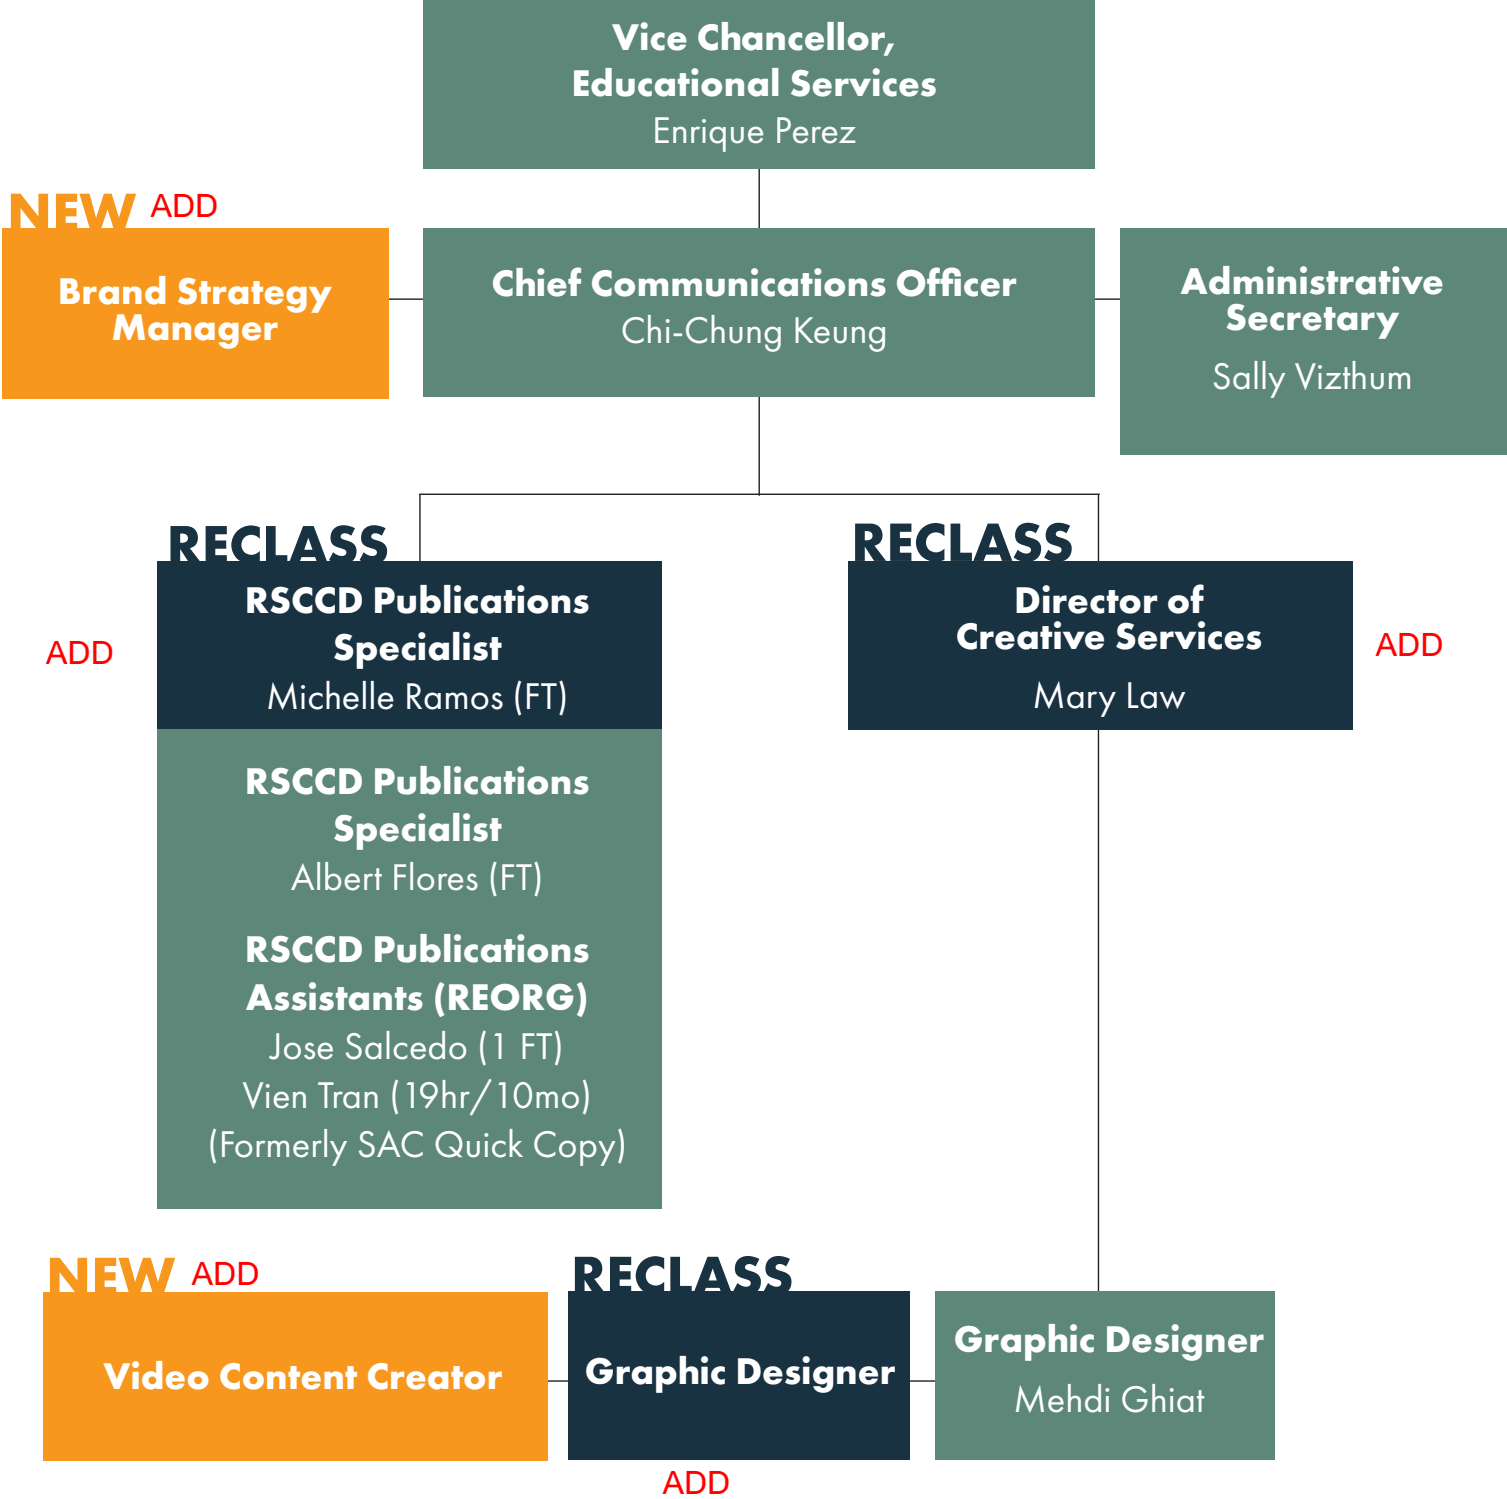 Vice Chancellor,
Educational Services
Enrique Perez
NEW ADD
Brand Strategy
Manager
Chief Communications Officer
Chi-Chung Keung
Administrative
Secretary
Sally Vizthum
RECLASS
RSCCD Publications
Specialist
Michelle Ramos (FT)
ADD
RSCCD Publications
Specialist
Albert Flores (FT)
RSCCD Publications
Assistants (REORG)
Jose Salcedo (1 FT)
Vien Tran (19hr/10mo)
(Formerly SAC Quick Copy)
RECLASS
Director of
Creative Services
Mary Law
ADD
NEW ADD
Video Content Creator
RECLASS
Graphic Designer
ADD
Graphic Designer
Mehdi Ghiat